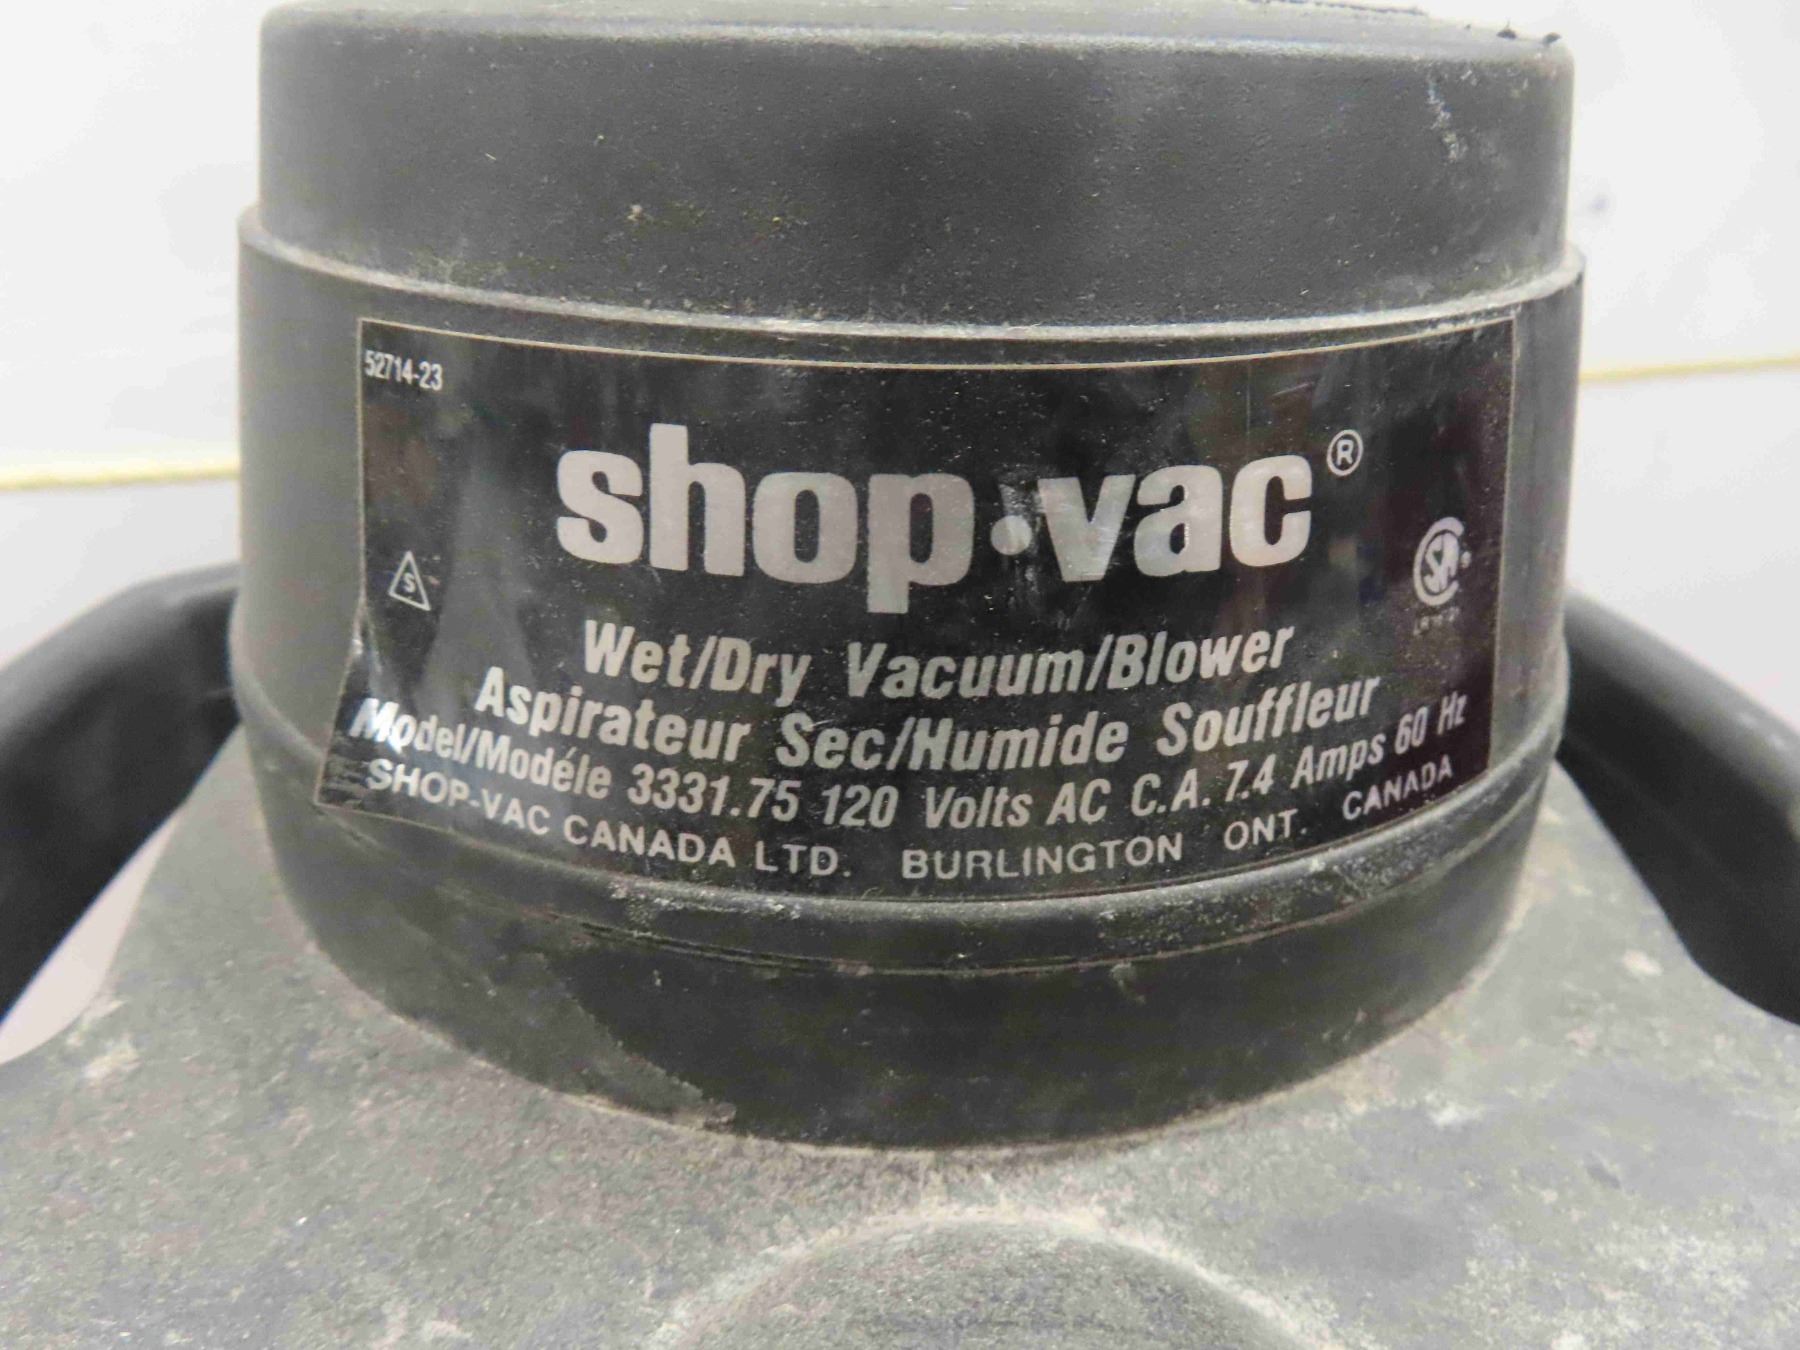 52714-23
shop·vac®
S
SA®
Wet/Dry Vacuum/Blower
Aspirateur Sec/Humide Souffleur
Model/Modéle 3331.75 120 Volts AC C.A. 7.4 Amps 60 Hz
SHOP-VAC CANADA LTD. BURLINGTON ONT. CANADA